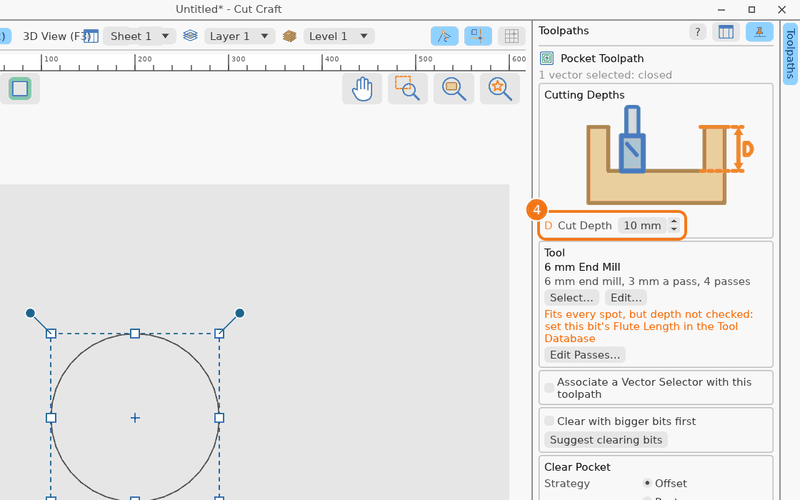 Untitled* - Cut Craft
3D View (F3)
Sheet 1
Layer 1
Level 1
100
200
300
400
500
600
Toolpaths
?
Toolpaths
Pocket Toolpath
1 vector selected: closed
Cutting Depths
D
4
D Cut Depth 10 mm
Tool
6 mm End Mill
6 mm end mill, 3 mm a pass, 4 passes
Select... Edit...
Fits every spot, but depth not checked:
set this bit's Flute Length in the Tool
Database
Edit Passes...
Associate a Vector Selector with this
toolpath
Clear with bigger bits first
Suggest clearing bits
Clear Pocket
Strategy Offset